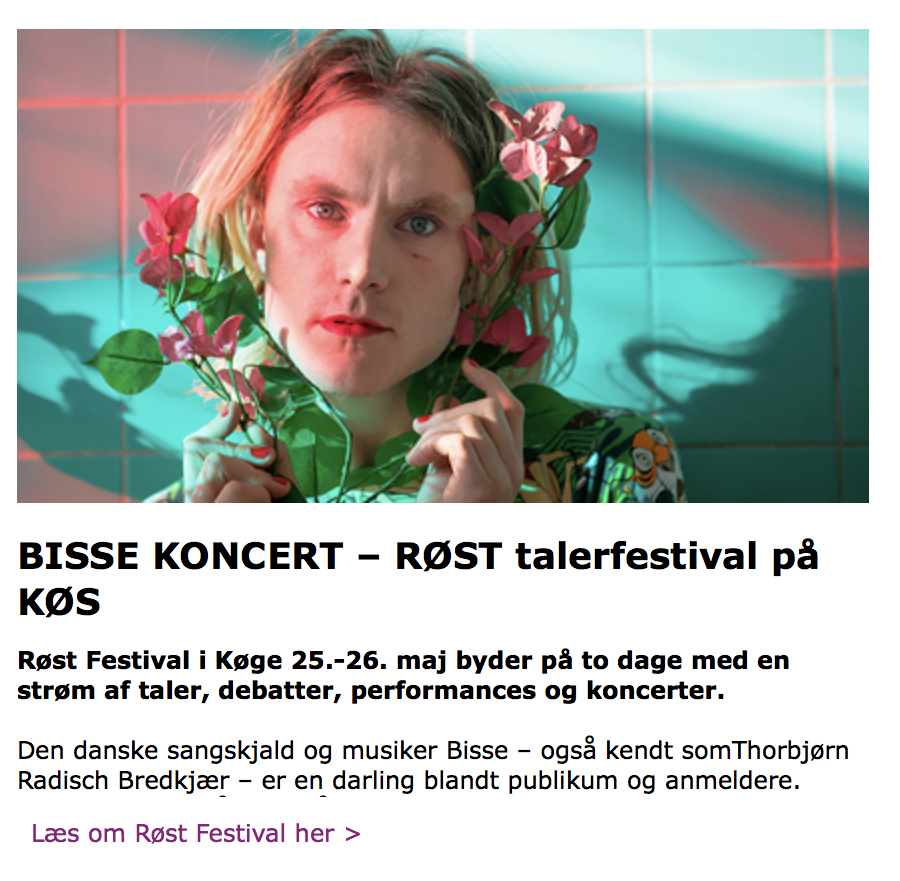 BISSE KONCERT – RØST talerfestival på
KØS
Røst Festival i Køge 25.-26. maj byder på to dage med en
strøm af taler, debatter, performances og koncerter.
Den danske sangskjald og musiker Bisse – også kendt somThorbjørn
Radisch Bredkjær – er en darling blandt publikum og anmeldere.
Læs om Røst Festival her >